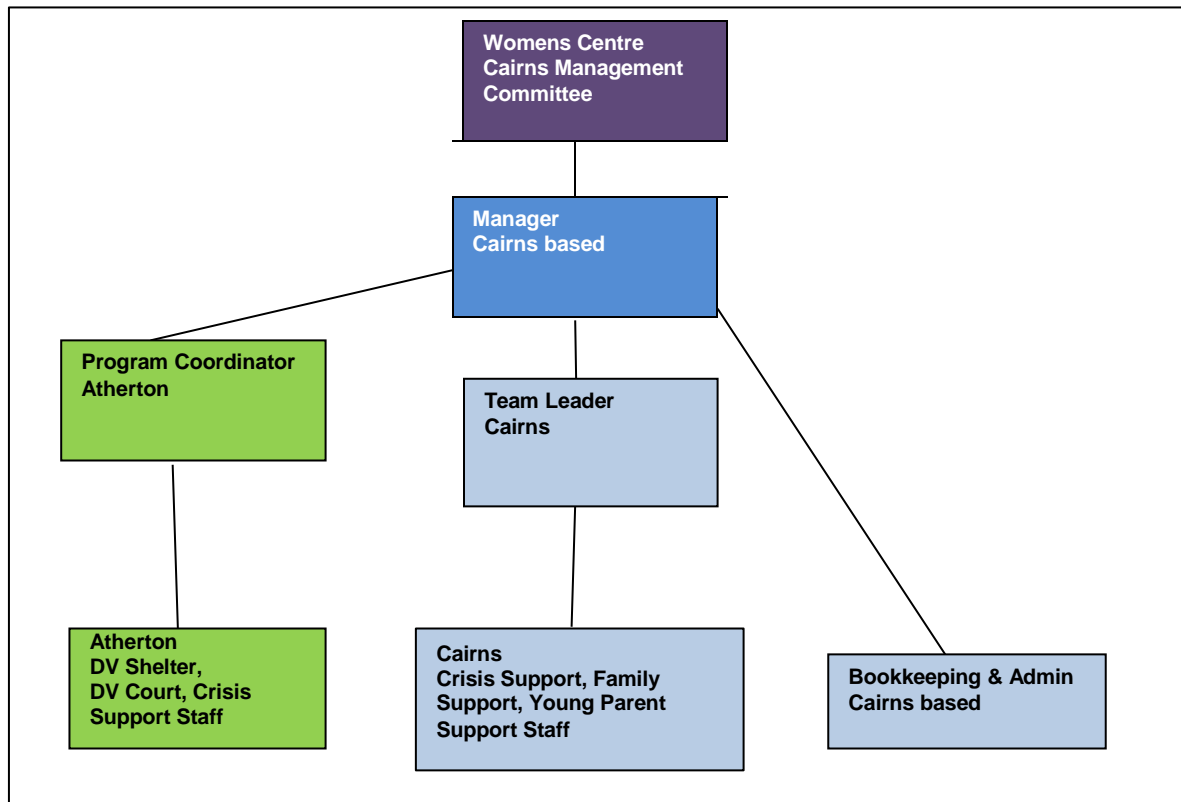 Womens Centre
Cairns Management
Committee
Manager
Cairns based
Program Coordinator
Atherton
Team Leader
Cairns
Atherton
DV Shelter,
DV Court, Crisis
Support Staff
Cairns
Crisis Support, Family
Support, Young Parent
Support Staff
Bookkeeping & Admin
Cairns based